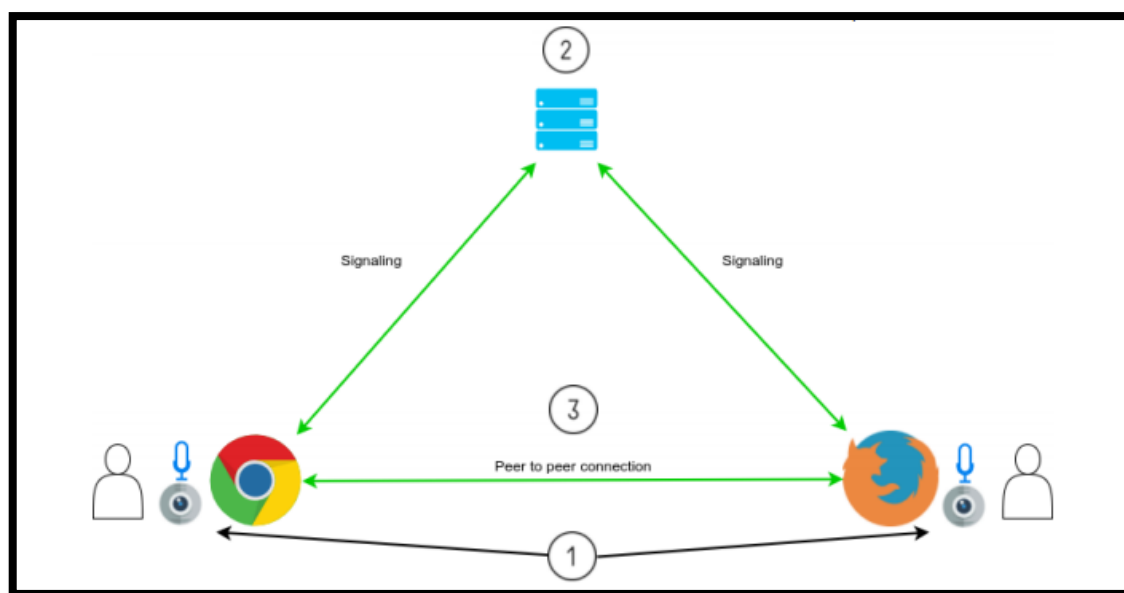 2
Signaling
Signaling
3
Peer to peer connection
1